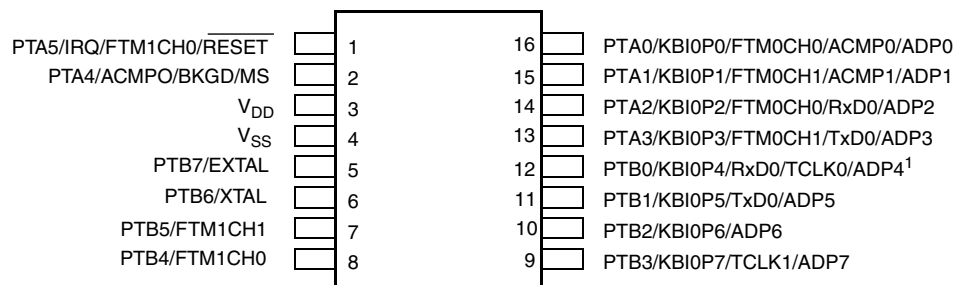 PTA5/IRQ/FTM1CH0/RESET 1
PTA4/ACMPO/BKGD/MS 2
VDD 3
VSS 4
PTB7/EXTAL 5
PTB6/XTAL 6
PTB5/FTM1CH1 7
PTB4/FTM1CH0 8
16 PTA0/KBI0P0/FTM0CH0/ACMP0/ADP0
15 PTA1/KBI0P1/FTM0CH1/ACMP1/ADP1
14 PTA2/KBI0P2/FTM0CH0/RxD0/ADP2
13 PTA3/KBI0P3/FTM0CH1/TxD0/ADP3
12 PTB0/KBI0P4/RxD0/TCLK0/ADP4¹
11 PTB1/KBI0P5/TxD0/ADP5
10 PTB2/KBI0P6/ADP6
9 PTB3/KBI0P7/TCLK1/ADP7